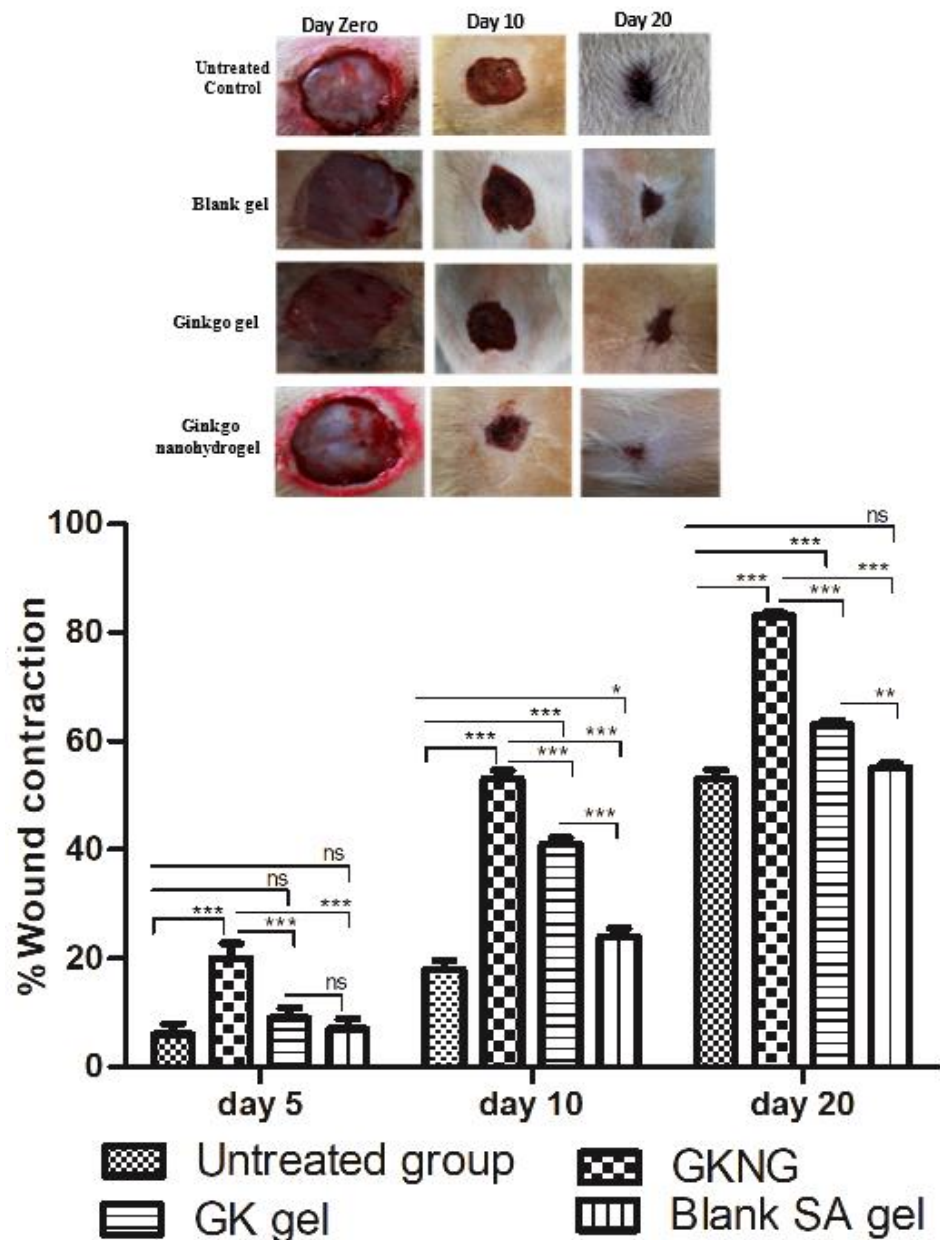 Day Zero Day 10 Day 20
Untreated
Control
Blank gel
Ginkgo gel
Ginkgo
nanohydrogel
% Wound contraction
100
80
60
40
20
0
ns
***
***
***
***
**
*
***
***
***
***
***
ns
ns
***
***
***
ns
day 5 day 10 day 20
Untreated group GKNG
GK gel Blank SA gel